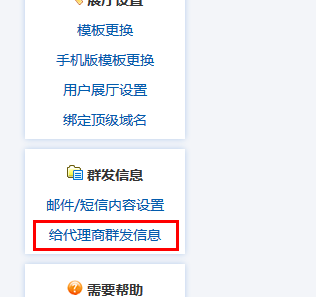 展厅设置
模板更换
手机版模板更换
用户展厅设置
绑定顶级域名
群发信息
邮件/短信内容设置
给代理商群发信息
需要帮助